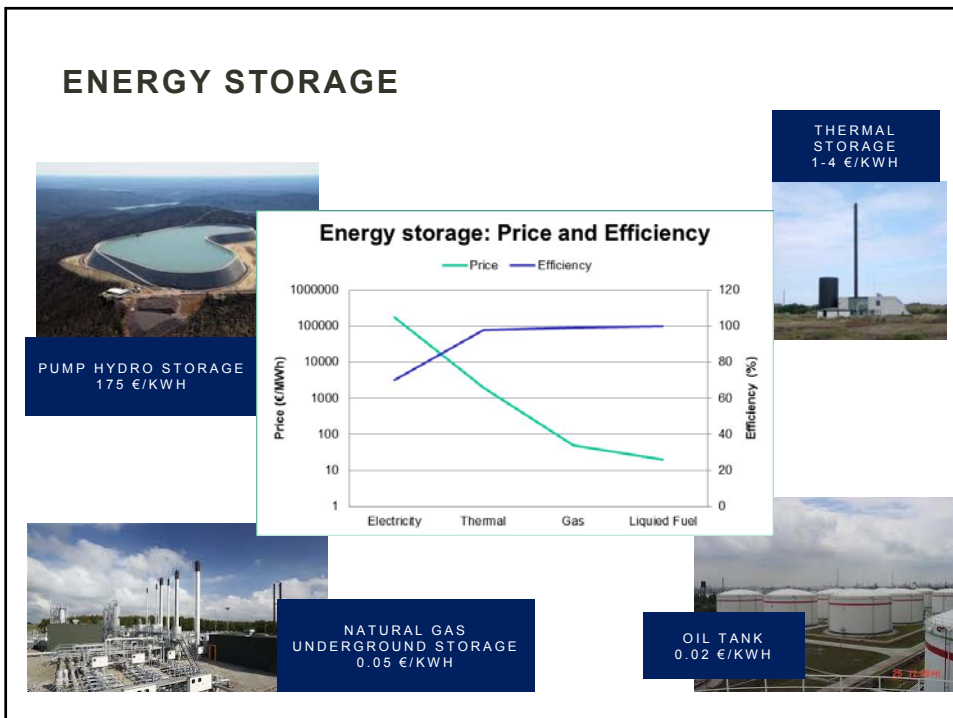 ENERGY STORAGE
THERMAL
STORAGE
1-4 €/KWH
PUMP HYDRO STORAGE
175 €/KWH
Energy storage: Price and Efficiency
Price Efficiency
1000000
100000
10000
1000
100
10
1
Price (€/MWh)
120
100
80
60
40
20
0
Efficiency (%)
Electricity Thermal Gas Liquied Fuel
NATURAL GAS
UNDERGROUND STORAGE
0.05 €/KWH
OIL TANK
0.02 €/KWH